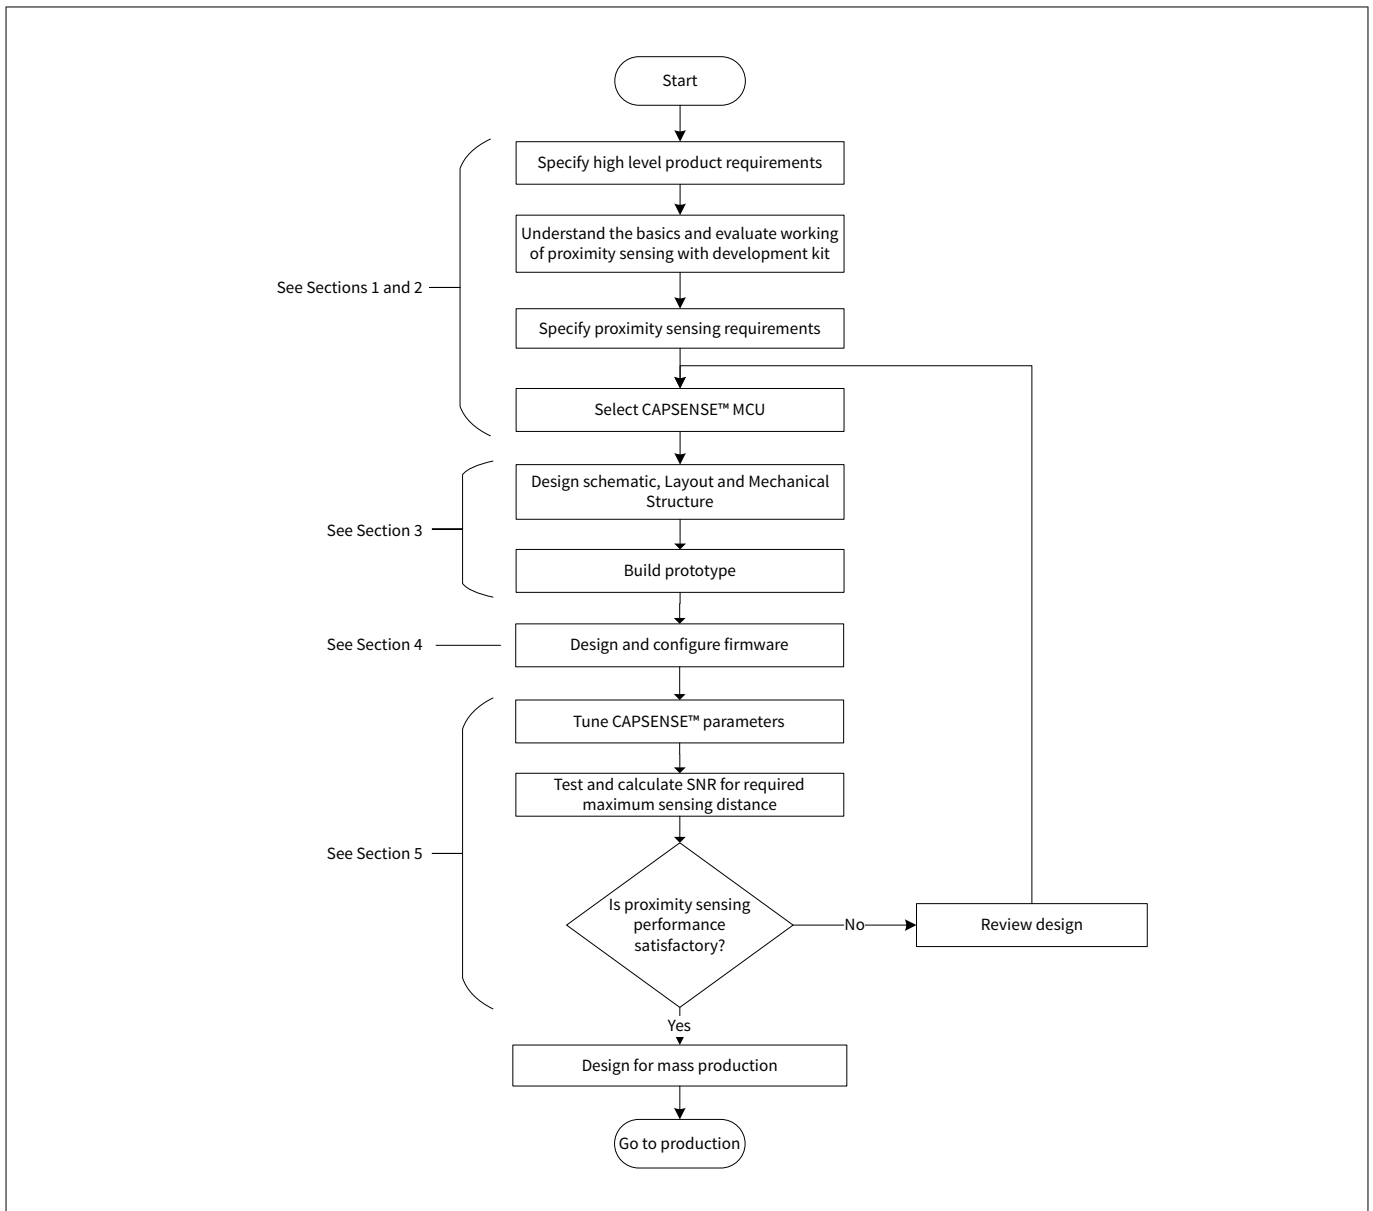 Start
Specify high level product requirements
Understand the basics and evaluate working
of proximity sensing with development kit
See Sections 1 and 2
Specify proximity sensing requirements
Select CAPSENSE™ MCU
Design schematic, Layout and Mechanical
Structure
See Section 3
Build prototype
See Section 4
Design and configure firmware
Tune CAPSENSE™ parameters
Test and calculate SNR for required
maximum sensing distance
See Section 5
Is proximity sensing
performance
satisfactory?
No
Review design
Yes
Design for mass production
Go to production